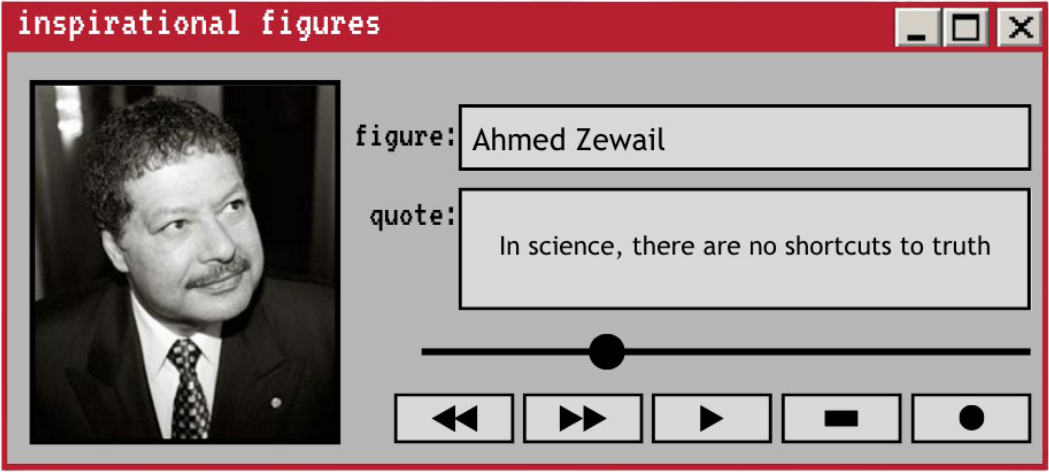 inspirational figures
figure: Ahmed Zewail
quote: In science, there are no shortcuts to truth